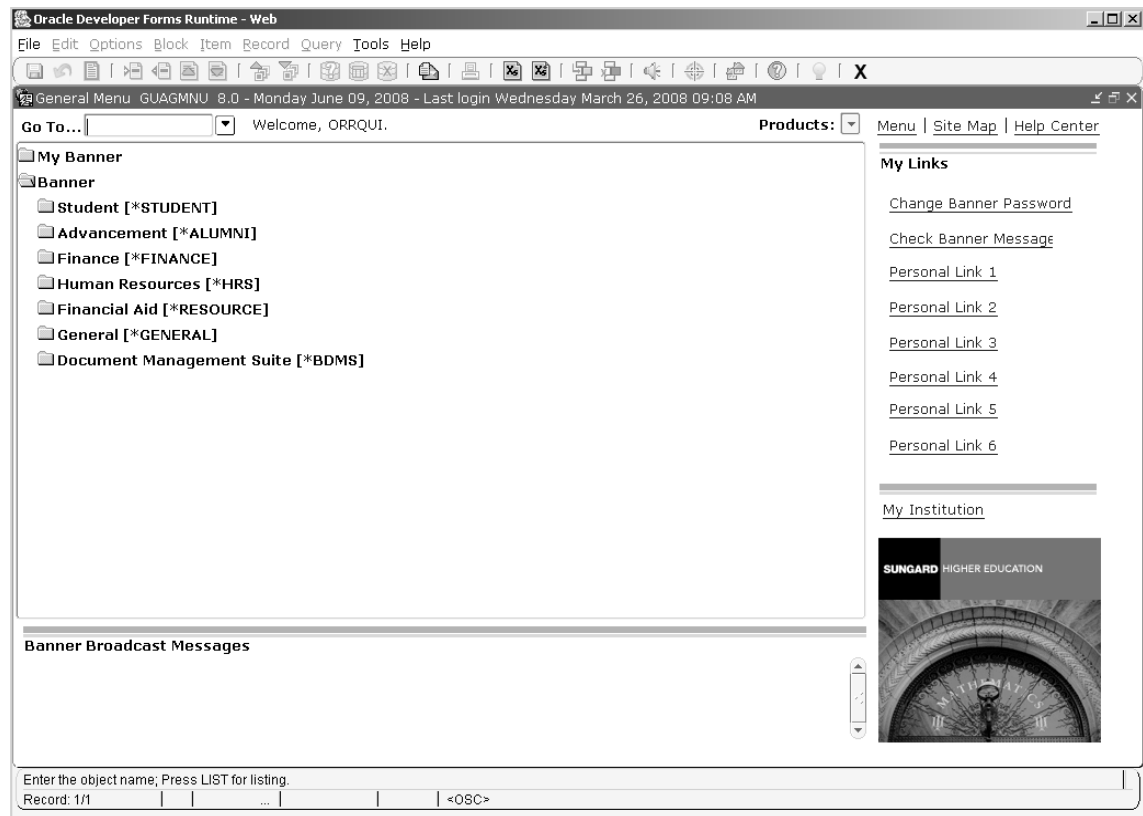 Oracle Developer Forms Runtime - Web
File Edit Options Block Item Record Query Tools Help
X
General Menu GUAGMNU 8.0 - Monday June 09, 2008 - Last login Wednesday March 26, 2008 09:08 AM
Go To... Welcome, ORRQUI. Products: Menu | Site Map | Help Center
My Banner
Banner
Student [*STUDENT]
Advancement [*ALUMNI]
Finance [*FINANCE]
Human Resources [*HRS]
Financial Aid [*RESOURCE]
General [*GENERAL]
Document Management Suite [*BDMS]
My Links
Change Banner Password
Check Banner Message
Personal Link 1
Personal Link 2
Personal Link 3
Personal Link 4
Personal Link 5
Personal Link 6
My Institution
SUNGARD HIGHER EDUCATION
MATHEMATICS
Banner Broadcast Messages
Enter the object name; Press LIST for listing.
Record: 1/1 ... <OSC>